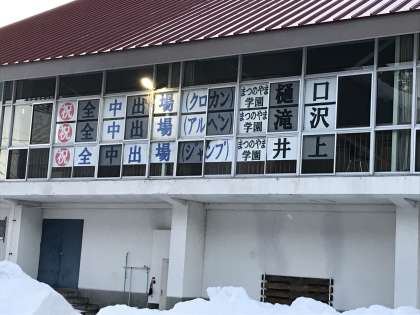 祝 全中出場(クロカン)まつのやま学園 樋口
祝 全中出場(アルペン)まつのやま学園 滝沢
祝 全中出場(ジャンプ)まつのやま学園 井上